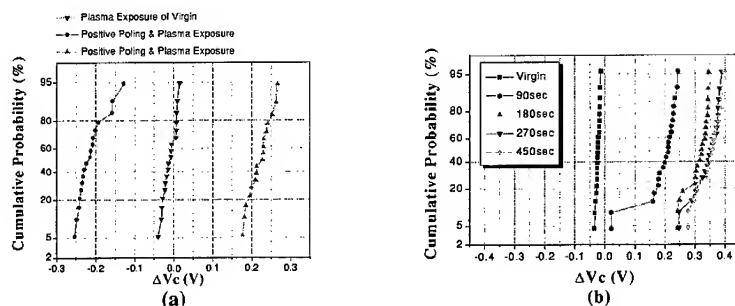 Plasma Exposure of Virgin
Positive Poling & Plasma Exposure
Positive Poling & Plasma Exposure
(a)
Cumulative Probability (%)
95
80
60
40
20
5
2
-0.3 -0.2 -0.1 0.0 0.1 0.2 0.3
ΔVc (V)
(a)
(b)
Cumulative Probability (%)
95
80
60
40
20
5
2
Virgin
90sec
180sec
270sec
450sec
-0.4 -0.3 -0.2 -0.1 0.0 0.1 0.2 0.3 0.4
ΔVc (V)
(b)